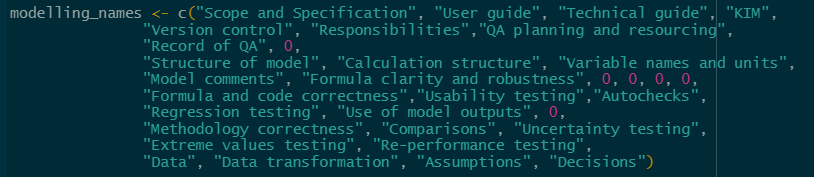 modelling_names <- c("Scope and Specification", "User guide", "Technical guide", "KIM",
"Version control", "Responsibilities","QA planning and resourcing",
"Record of QA", 0,
"Structure of model", "Calculation structure", "Variable names and units",
"Model comments", "Formula clarity and robustness", 0, 0, 0, 0,
"Formula and code correctness","Usability testing","Autochecks",
"Regression testing", "Use of model outputs", 0,
"Methodology correctness", "Comparisons", "Uncertainty testing",
"Extreme values testing", "Re-performance testing",
"Data", "Data transformation", "Assumptions", "Decisions")